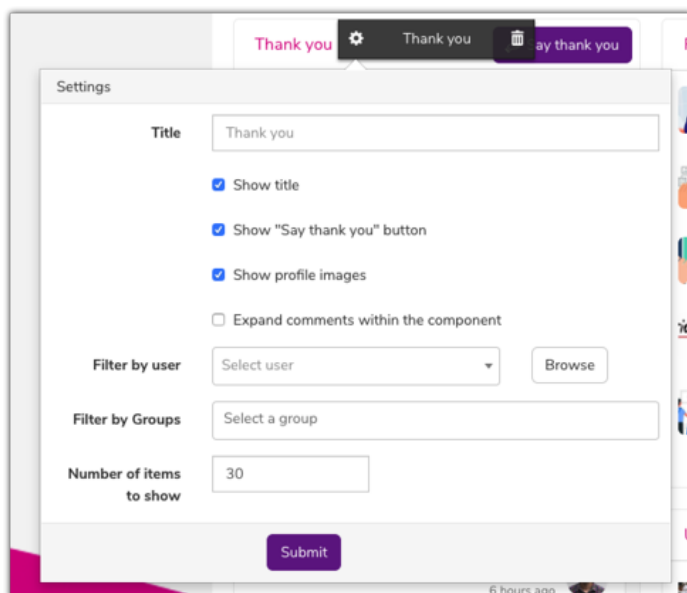 Thank you
Thank you
ay thank you
Settings
Title
Thank you
Show title
Show "Say thank you" button
Show profile images
Expand comments within the component
Filter by user
Select user
Browse
Filter by Groups
Select a group
Number of items
to show
30
Submit
6 hours ago